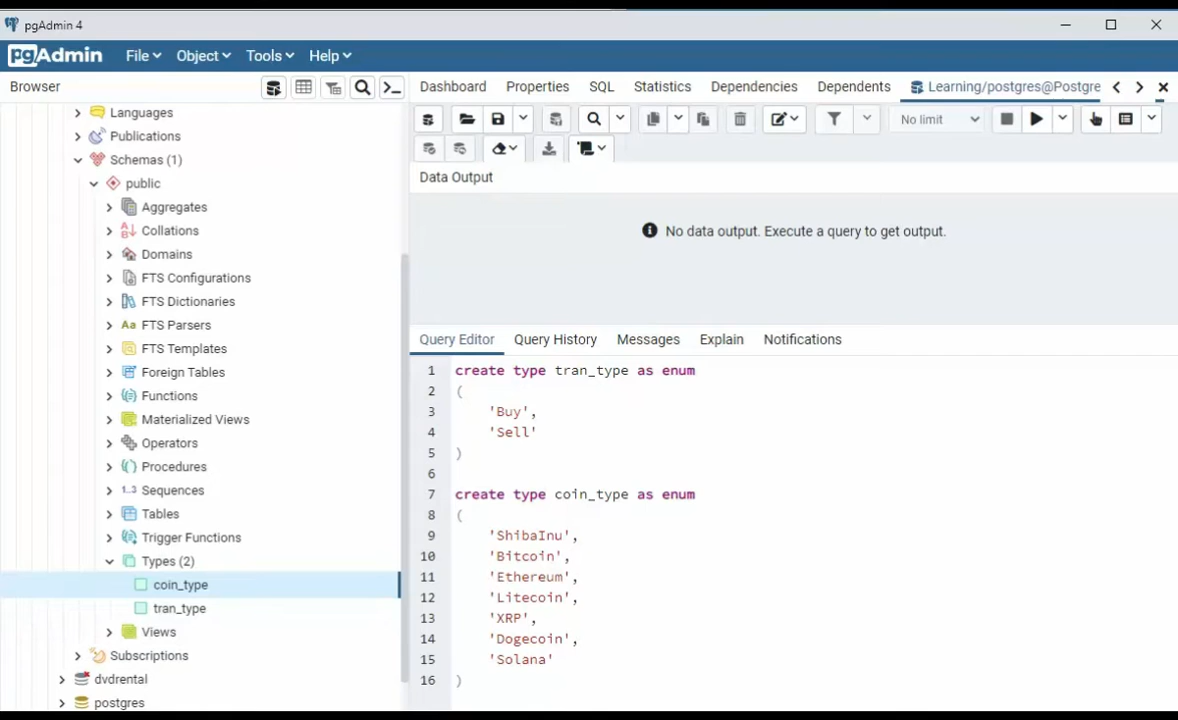 pgAdmin 4
pgAdmin File Object Tools Help
Browser
Dashboard Properties SQL Statistics Dependencies Dependents Learning/postgres@Postgre
Languages
Publications
Schemas (1)
public
Aggregates
Collations
Domains
FTS Configurations
FTS Dictionaries
FTS Parsers
FTS Templates
Foreign Tables
Functions
Materialized Views
Operators
Procedures
1..3 Sequences
Tables
Trigger Functions
Types (2)
coin_type
tran_type
Views
Subscriptions
dvdrental
postgres
No limit
Data Output
No data output. Execute a query to get output.
Query Editor Query History Messages Explain Notifications
1 create type tran_type as enum
2 (
3 'Buy',
4 'Sell'
5 )
6
7 create type coin_type as enum
8 (
9 'ShibaInu',
10 'Bitcoin',
11 'Ethereum',
12 'Litecoin',
13 'XRP',
14 'Dogecoin',
15 'Solana'
16 )